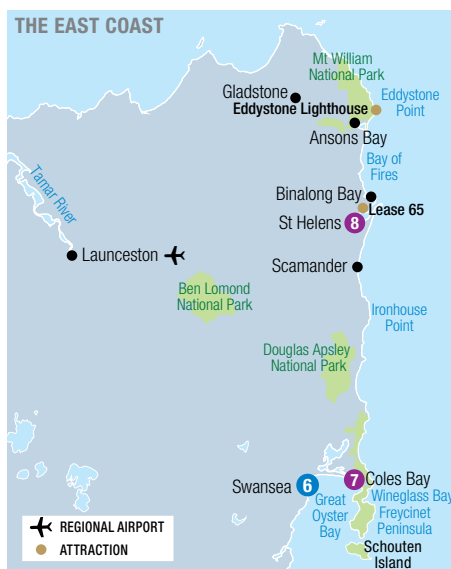 THE EAST COAST
Mt William
National Park
Gladstone
Eddystone Lighthouse
Eddystone
Point
Ansons Bay
Bay of
Fires
Tamar River
Binalong Bay
Lease 65
St Helens 8
Launceston
Scamander
Ben Lomond
National Park
Ironhouse
Point
Douglas Apsley
National Park
Swansea 6
7 Coles Bay
Wineglass Bay
Great
Oyster
Bay
Freycinet
Peninsula
Schouten
Island
REGIONAL AIRPORT
ATTRACTION